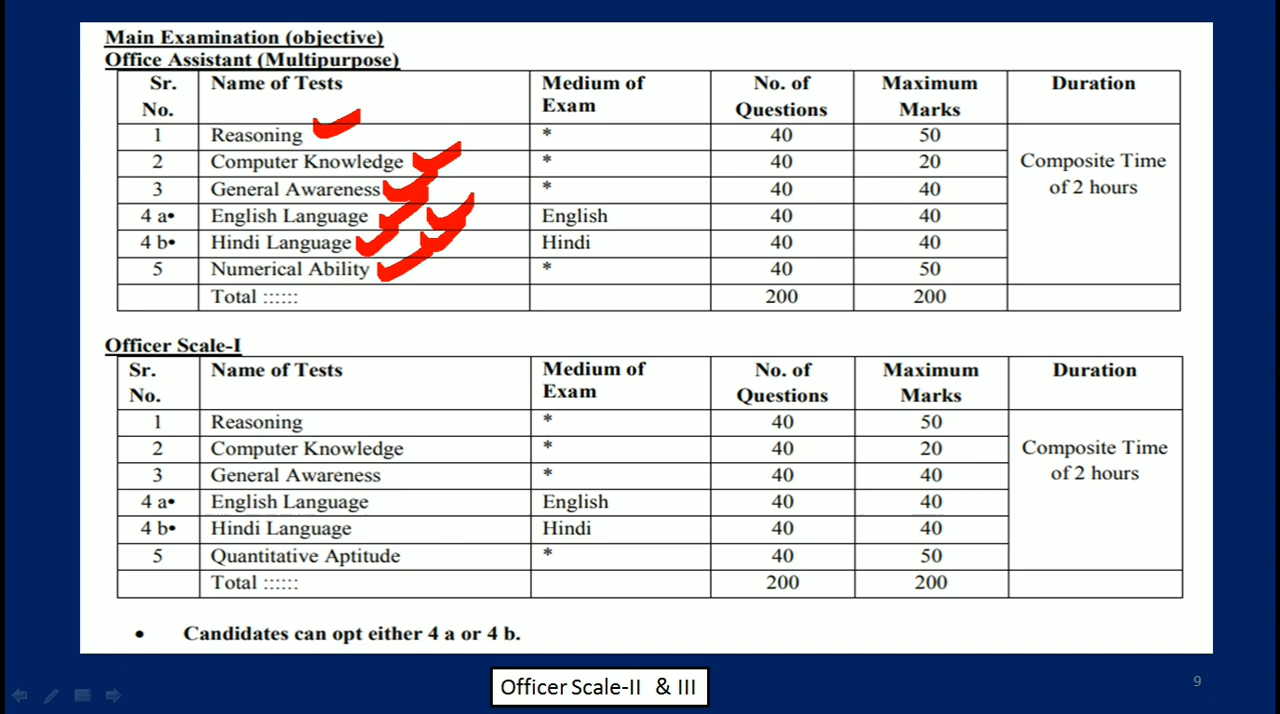 Main Examination (objective)
Office Assistant (Multipurpose)
Sr. No. Name of Tests Medium of Exam No. of Questions Maximum Marks Duration
1 Reasoning * 40 50 Composite Time of 2 hours
2 Computer Knowledge * 40 20
3 General Awareness * 40 40
4 a• English Language English 40 40
4 b• Hindi Language Hindi 40 40
5 Numerical Ability * 40 50
Total :::::: 200 200
Officer Scale-I
Sr. No. Name of Tests Medium of Exam No. of Questions Maximum Marks Duration
1 Reasoning * 40 50 Composite Time of 2 hours
2 Computer Knowledge * 40 20
3 General Awareness * 40 40
4 a• English Language English 40 40
4 b• Hindi Language Hindi 40 40
5 Quantitative Aptitude * 40 50
Total :::::: 200 200
• Candidates can opt either 4 a or 4 b.
Officer Scale-II & III
9